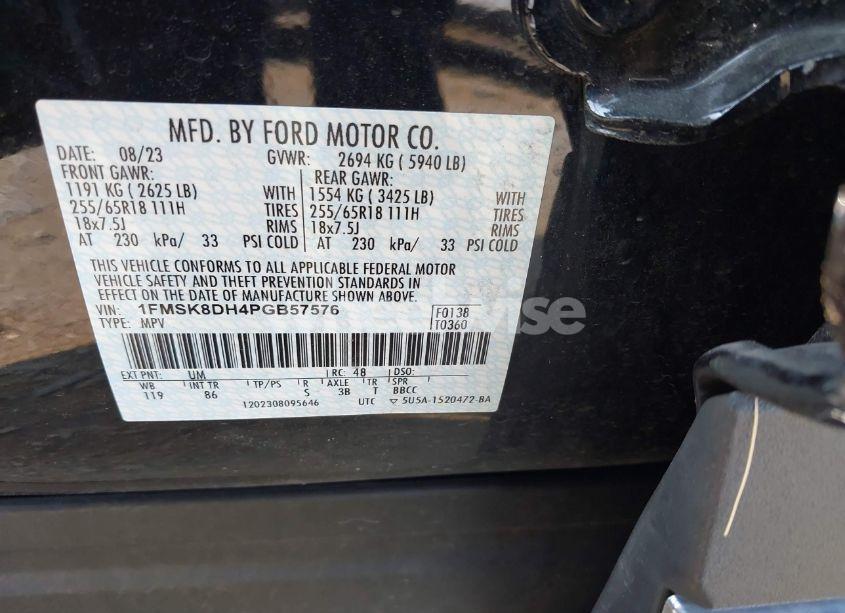 MFD. BY FORD MOTOR CO.
DATE: 08/23 GVWR: 2694 KG ( 5940 LB)
FRONT GAWR: REAR GAWR:
1191 KG ( 2625 LB) WITH 1554 KG ( 3425 LB) WITH
255/65R18 111H TIRES 255/65R18 111H TIRES
18x7.5J RIMS 18x7.5J RIMS
AT 230 kPa/ 33 PSI COLD AT 230 kPa/ 33 PSI COLD
THIS VEHICLE CONFORMS TO ALL APPLICABLE FEDERAL MOTOR
VEHICLE SAFETY AND THEFT PREVENTION STANDARDS IN
EFFECT ON THE DATE OF MANUFACTURE SHOWN ABOVE.
VIN: 1FMSK8DH4PGB57576 F0138
TYPE: MPV T0360
EXT PNT: UM RC: 48 DSO:
WB INT TR TP/PS R AXLE TR SPR
119 86 S 3B T BBCC
1202308095646 UTC ▽ 5U5A-1520472-BA